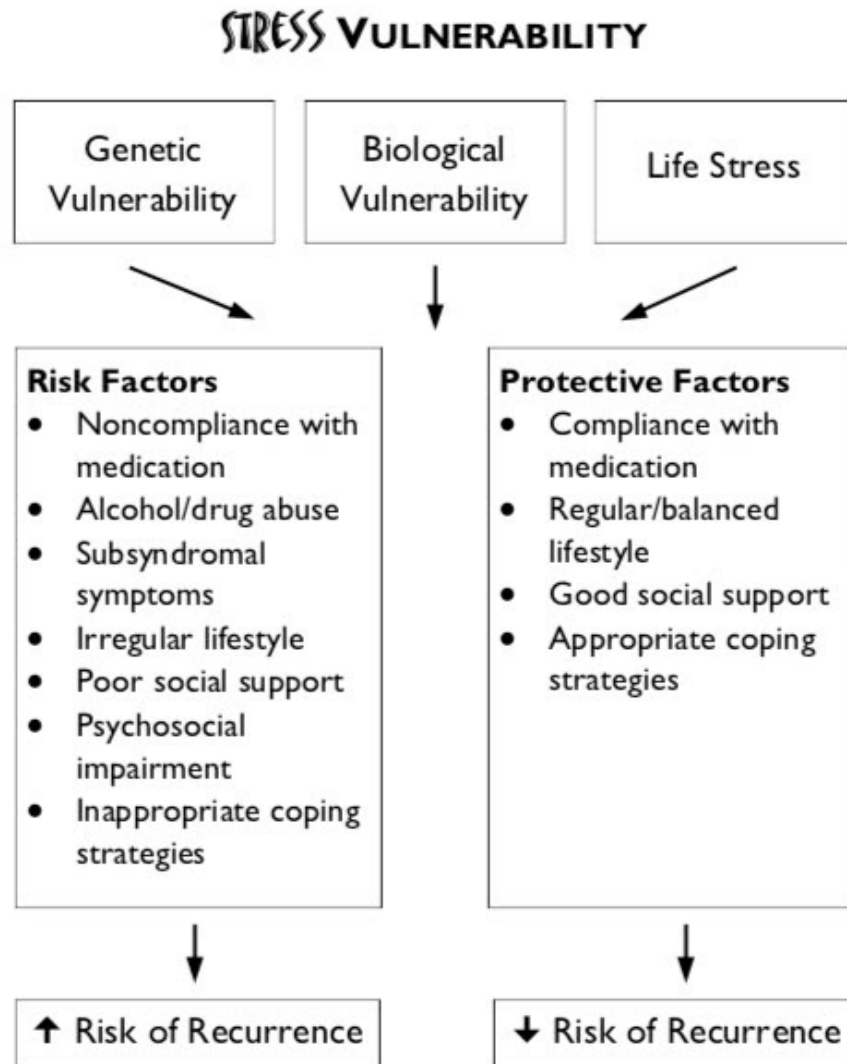 STRESS VULNERABILITY
Genetic
Vulnerability
Biological
Vulnerability
Life Stress
Risk Factors
• Noncompliance with
medication
• Alcohol/drug abuse
• Subsyndromal
symptoms
• Irregular lifestyle
• Poor social support
• Psychosocial
impairment
• Inappropriate coping
strategies
Protective Factors
• Compliance with
medication
• Regular/balanced
lifestyle
• Good social support
• Appropriate coping
strategies
↑ Risk of Recurrence
↓ Risk of Recurrence